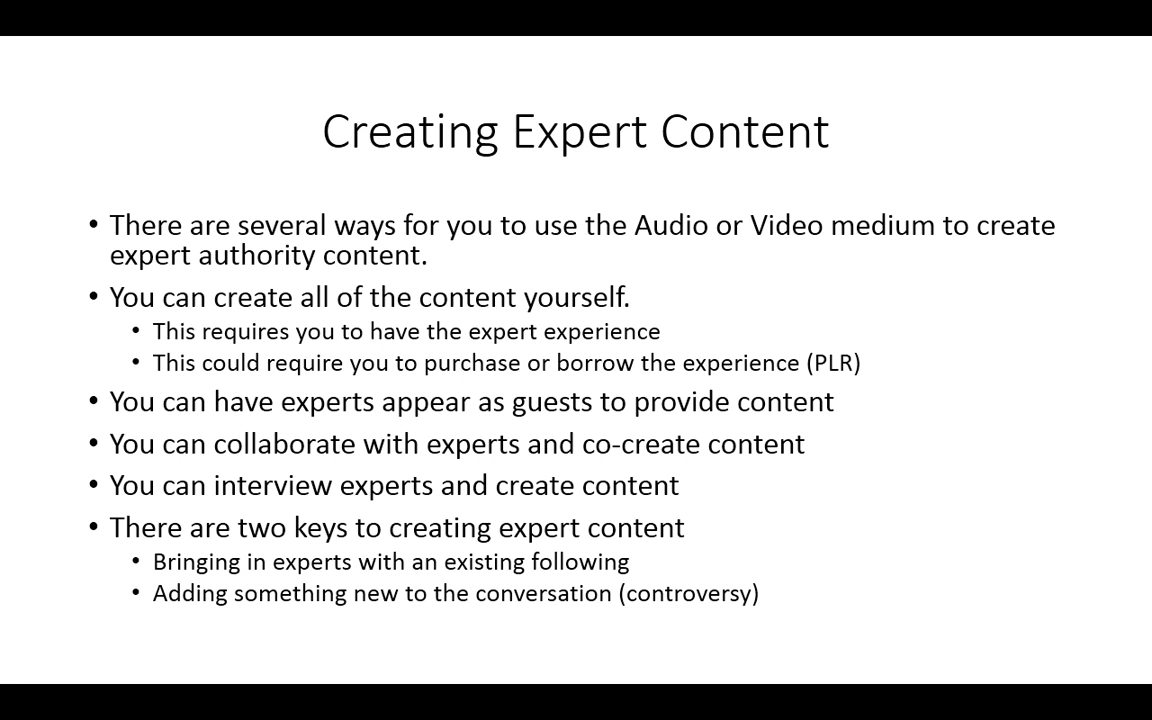 Creating Expert Content
• There are several ways for you to use the Audio or Video medium to create
expert authority content.
• You can create all of the content yourself.
• This requires you to have the expert experience
• This could require you to purchase or borrow the experience (PLR)
• You can have experts appear as guests to provide content
• You can collaborate with experts and co-create content
• You can interview experts and create content
• There are two keys to creating expert content
• Bringing in experts with an existing following
• Adding something new to the conversation (controversy)